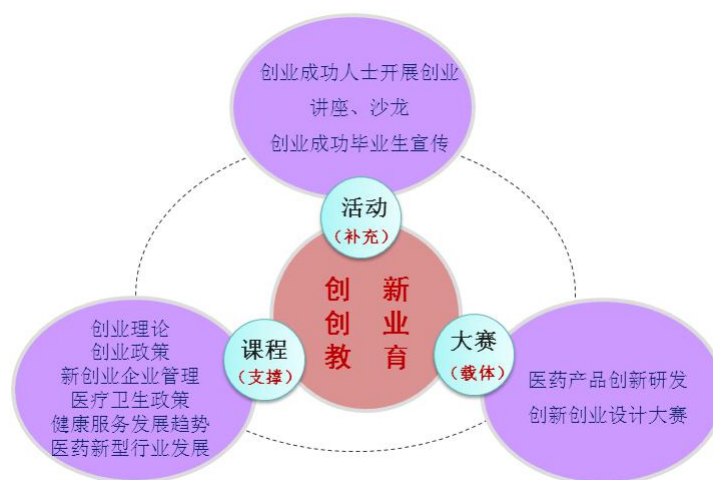 创业成功人士开展创业
讲座、沙龙
创业成功毕业生宣传
活动
（补充）
创 新
创 业
教 育
课程
（支撑）
大赛
（载体）
创业理论
创业政策
新创业企业管理
医疗卫生政策
健康服务发展趋势
医药新型行业发展
医药产品创新研发
创新创业设计大赛